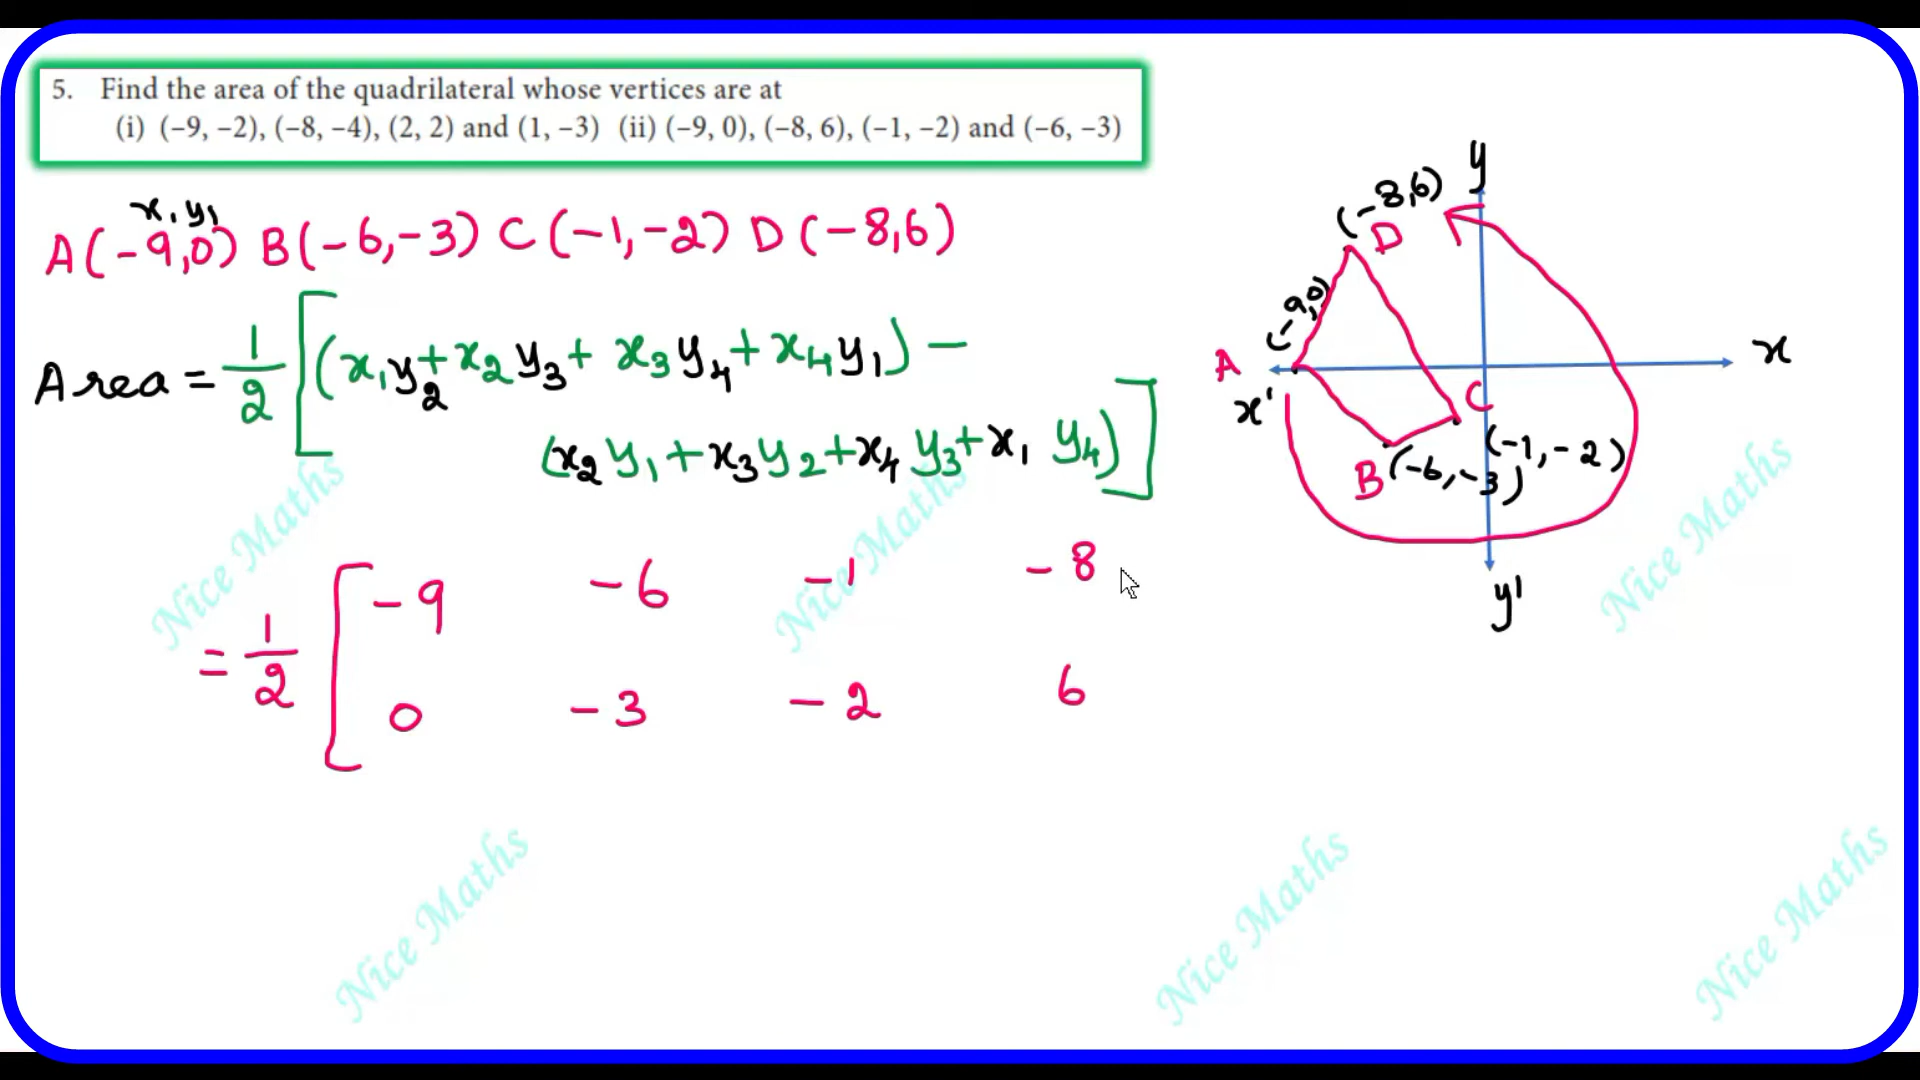 5. Find the area of the quadrilateral whose vertices are at
(i) (–9, –2), (–8, –4), (2, 2) and (1, –3) (ii) (–9, 0), (–8, 6), (–1, –2) and (–6, –3)
x₁ y₁
A(-9,0) B(-6,-3) C(-1,-2) D(-8,6)
Area = 1/2 [(x₁y₂+x₂y₃+x₃y₄+x₄y₁) -
(x₂y₁+x₃y₂+x₄y₃+x₁y₄)]
= 1/2 [ -9 -6 -1 -8
0 -3 -2 6
y
(-8,6)
D
(-9,0)
A
x
x'
C
(-1,-2)
B(-6,-3)
y'
Nice Maths
Nice Maths
Nice Maths
Nice Maths
Nice Maths
Nice Maths